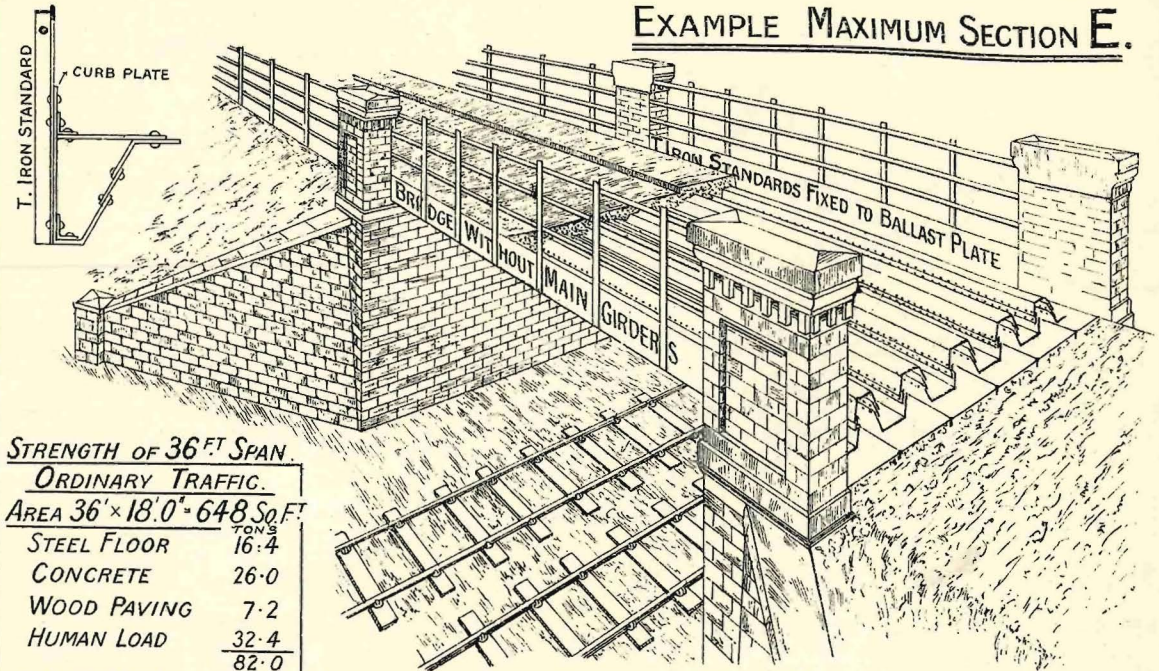 EXAMPLE MAXIMUM SECTION E.
T. IRON STANDARD
CURB PLATE
T IRON STANDARDS FIXED TO BALLAST PLATE
BRIDGE WITHOUT MAIN GIRDERS
STRENGTH OF 36 FT SPAN.
ORDINARY TRAFFIC.
AREA 36' × 18'.0" = 648 SQ. FT
TONS
STEEL FLOOR 16.4
CONCRETE 26.0
WOOD PAVING 7.2
HUMAN LOAD 32.4
82.0